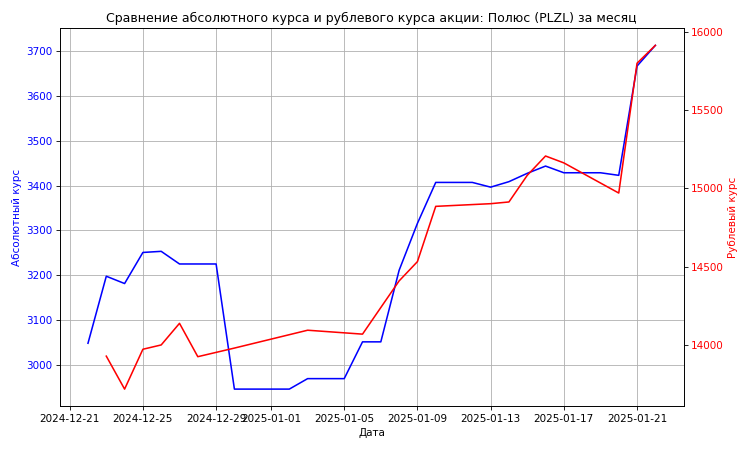 Сравнение абсолютного курса и рублевого курса акции: Полюс (PLZL) за месяц
Абсолютный курс
3700
3600
3500
3400
3300
3200
3100
3000
16000
15500
15000
14500
14000
Рублевый курс
2024-12-21 2024-12-25 2024-12-29 2025-01-01 2025-01-05 2025-01-09 2025-01-13 2025-01-17 2025-01-21
Дата